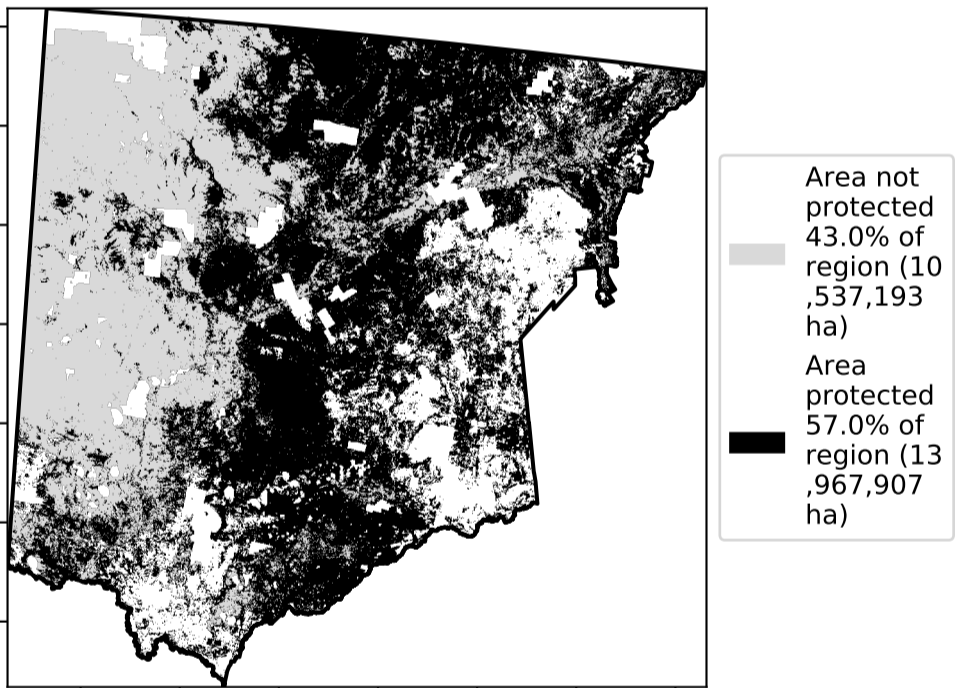 Area not
protected
43.0% of
region (10
,537,193
ha)
Area
protected
57.0% of
region (13
,967,907
ha)